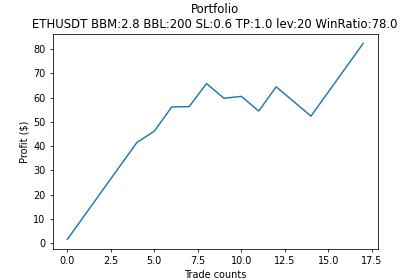 Portfolio
ETHUSDT BBM:2.8 BBL:200 SL:0.6 TP:1.0 lev:20 WinRatio:78.0
80
70
60
50
40
30
20
10
0
Profit ($)
0.0 2.5 5.0 7.5 10.0 12.5 15.0 17.5
Trade counts